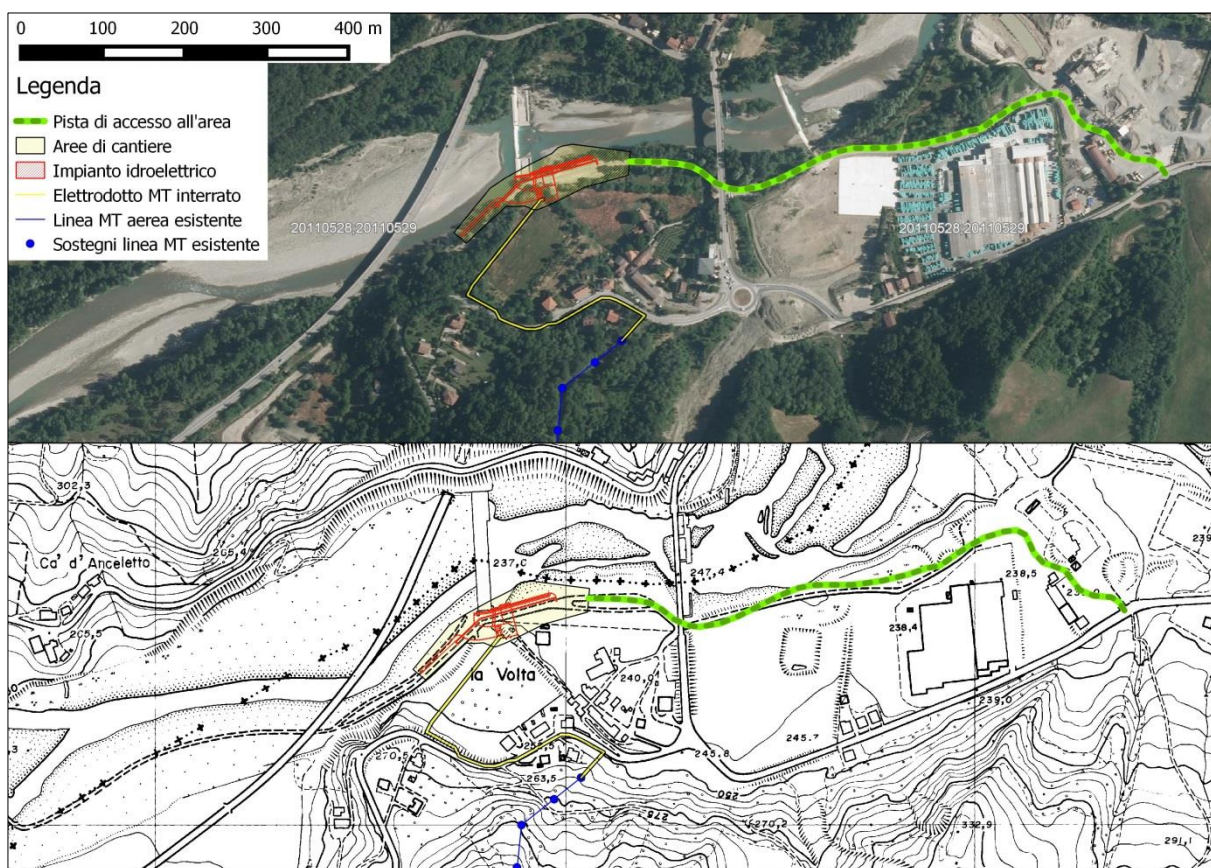 0 100 200 300 400 m
Legenda
Pista di accesso all'area
Aree di cantiere
Impianto idroelettrico
Elettrodotto MT interrato
Linea MT aerea esistente
Sostegni linea MT esistente
20110528,20110529
20110528,20110529
302,3
Ca' d'Anceletto
205,5
237,0
247,4
239
238,5
238,4
240,0
la Volta
239,0
245.8
245.7
263,5
250
275
270,2
332,9
291,1